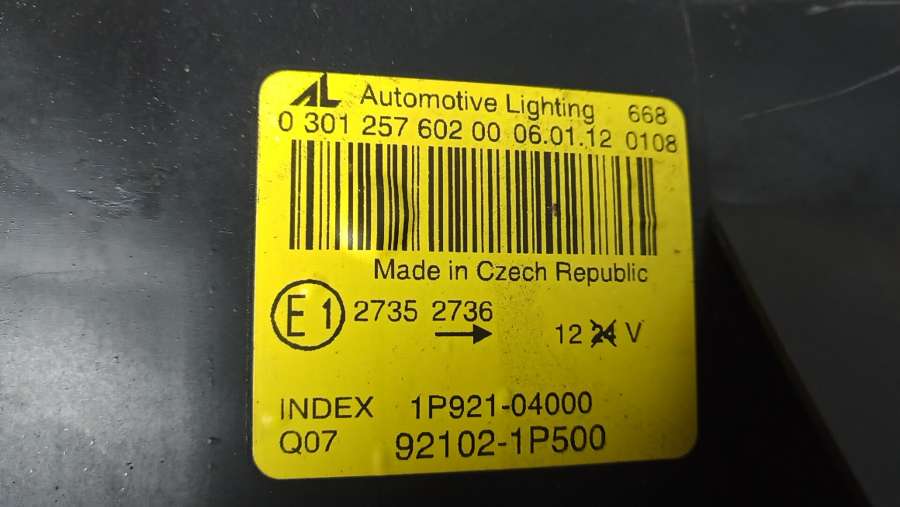 AL Automotive Lighting 668
0 301 257 602 00 06.01.12 0108
Made in Czech Republic
E1 2735 2736
12 24 V
INDEX 1P921-04000
Q07 92102-1P500